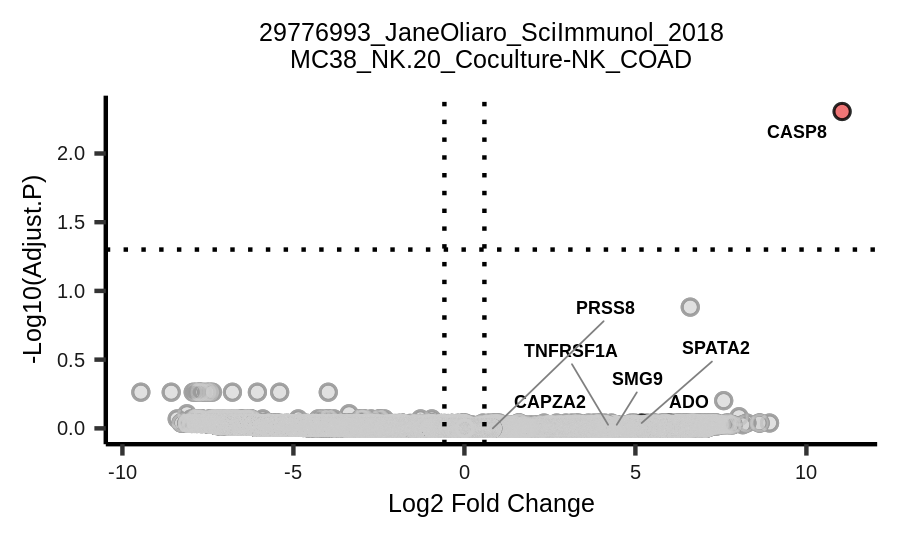 29776993_JaneOliaro_SciImmunol_2018
MC38_NK.20_Coculture-NK_COAD
-Log10(Adjust.P)
2.0
1.5
1.0
0.5
0.0
CASP8
PRSS8
TNFRSF1A
SPATA2
SMG9
CAPZA2
ADO
-10
-5
0
5
10
Log2 Fold Change